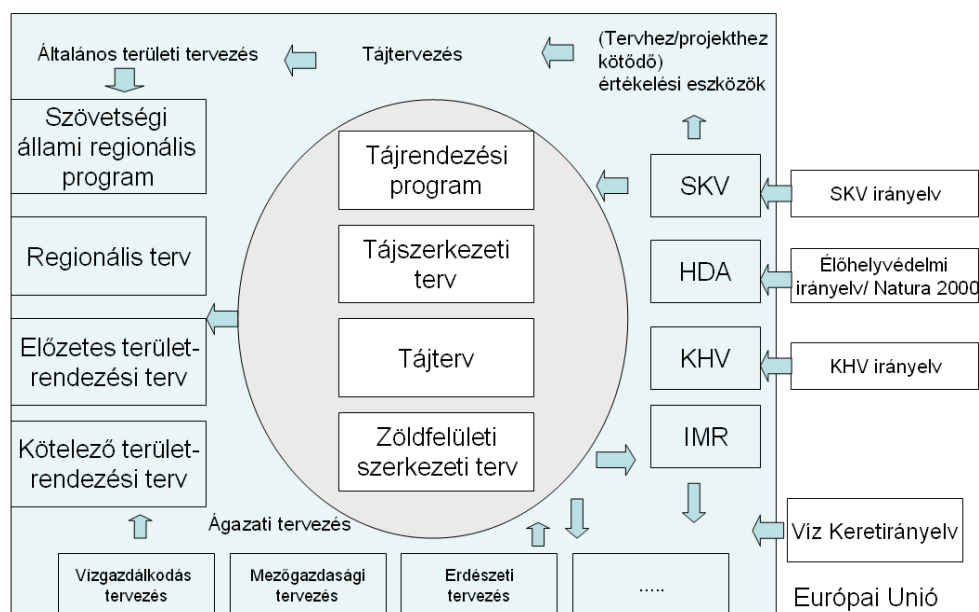 Általános területi tervezés
Tájtervezés
(Tervhez/projekthez
kötődő)
értékelési eszközök
Szövetségi
állami regionális
program
Regionális terv
Előzetes terület-
rendezési terv
Kötelező terület-
rendezési terv
Tájrendezési
program
Tájszerkezeti
terv
Tájterv
Zöldfelületi
szerkezeti terv
SKV
HDA
KHV
IMR
SKV irányelv
Élőhelyvédelmi
irányelv/ Natura 2000
KHV irányelv
Víz Keretirányelv
Ágazati tervezés
Vízgazdálkodás
tervezés
Mezőgazdasági
tervezés
Erdészeti
tervezés
.....
Európai Unió